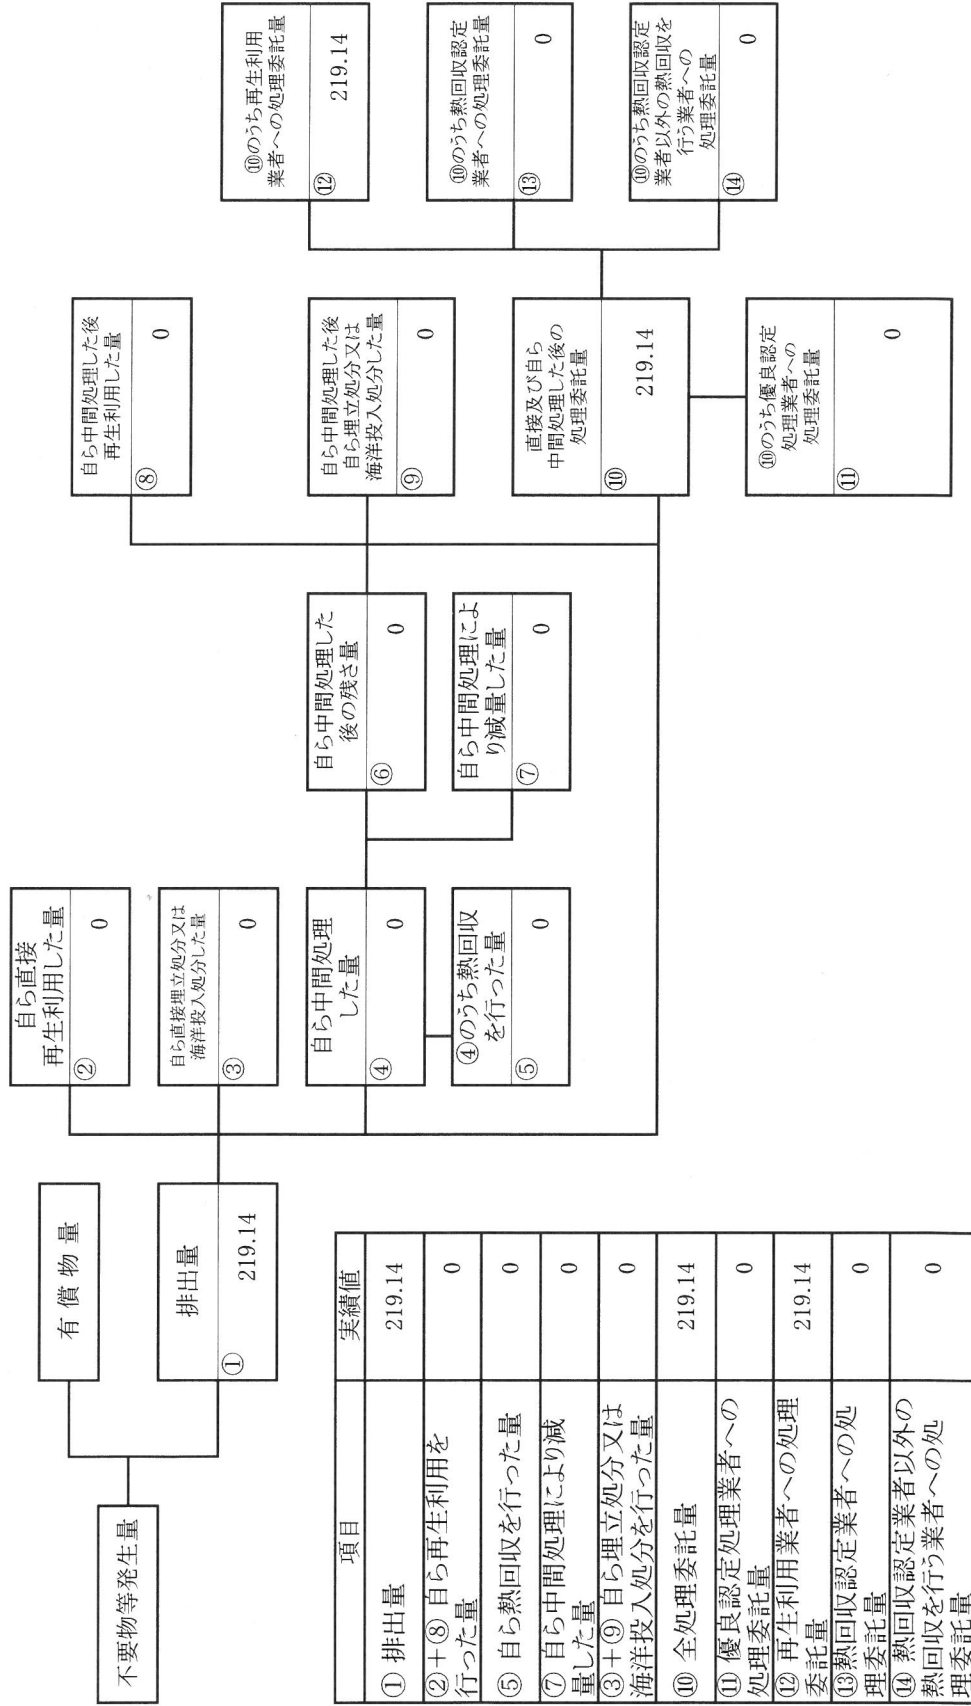 不要物等発生量
有償物量
排出量
①
219.14
自ら直接
再生利用した量
②
0
自ら直接埋立処分又は
海洋投入処分した量
③
0
自ら中間処理
した量
④
0
④のうち熱回収
を行った量
⑤
0
自ら中間処理した
後の残さ量
⑥
0
自ら中間処理によ
り減量した量
⑦
0
自ら中間処理した後
再生利用した量
⑧
0
自ら中間処理した後
自ら埋立処分又は
海洋投入処分した量
⑨
0
直接及び自ら
中間処理した後の
処理委託量
⑩
219.14
⑩のうち優良認定
処理業者への
処理委託量
⑪
0
⑩のうち再生利用
業者への処理委託量
⑫
219.14
⑩のうち熱回収認定
業者への処理委託量
⑬
0
⑩のうち熱回収認定
業者以外の熱回収を
行う業者への
処理委託量
⑭
0
項目 実績値
① 排出量 219.14
②+⑧ 自ら再生利用を
行った量 0
⑤ 自ら熱回収を行った量 0
⑦ 自ら中間処理により減
量した量 0
③+⑨ 自ら埋立処分又は
海洋投入処分を行った量 0
⑩ 全処理委託量 219.14
⑪ 優良認定処理業者への
処理委託量 0
⑫ 再生利用業者への処理
委託量 219.14
⑬熱回収認定業者への処
理委託量 0
⑭ 熱回収認定業者以外の
熱回収を行う業者への処
理委託量 0